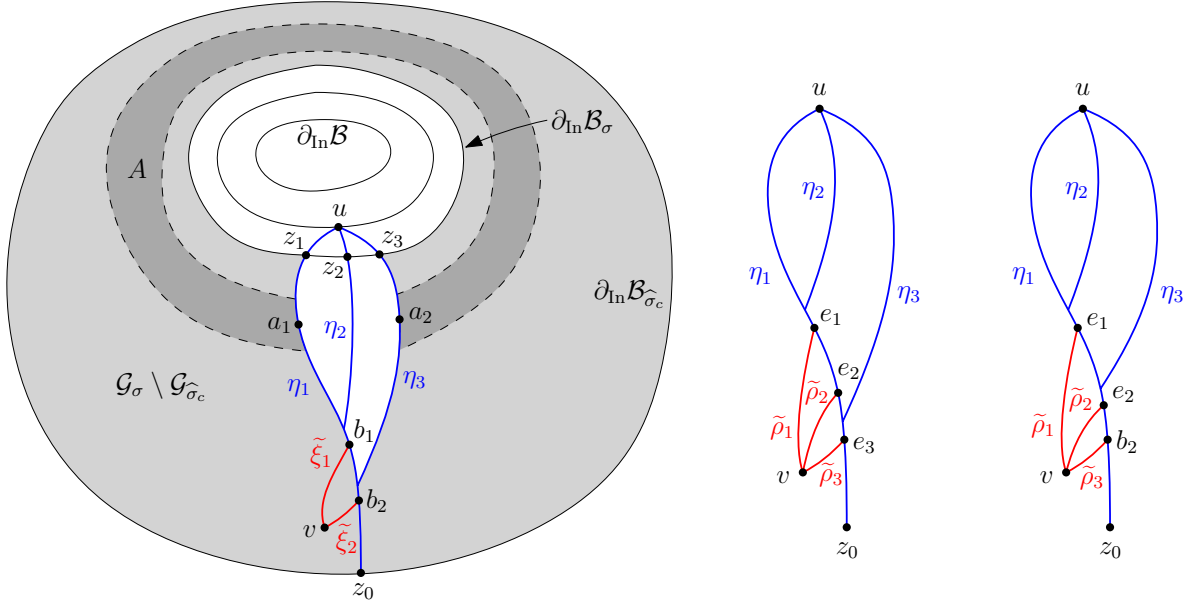 ∂_In B
∂_In B_σ
A
u
z_1
z_2
z_3
∂_In B_{σ̂_c}
a_1
a_2
η_2
η_1
η_3
G_σ \ G_{σ̂_c}
b_1
ξ̃_1
b_2
v
ξ̃_2
z_0
u
η_2
η_1
η_3
e_1
e_2
ρ̃_2
ρ̃_1
e_3
v
ρ̃_3
z_0
u
η_2
η_1
η_3
e_1
e_2
ρ̃_2
ρ̃_1
b_2
v
ρ̃_3
z_0